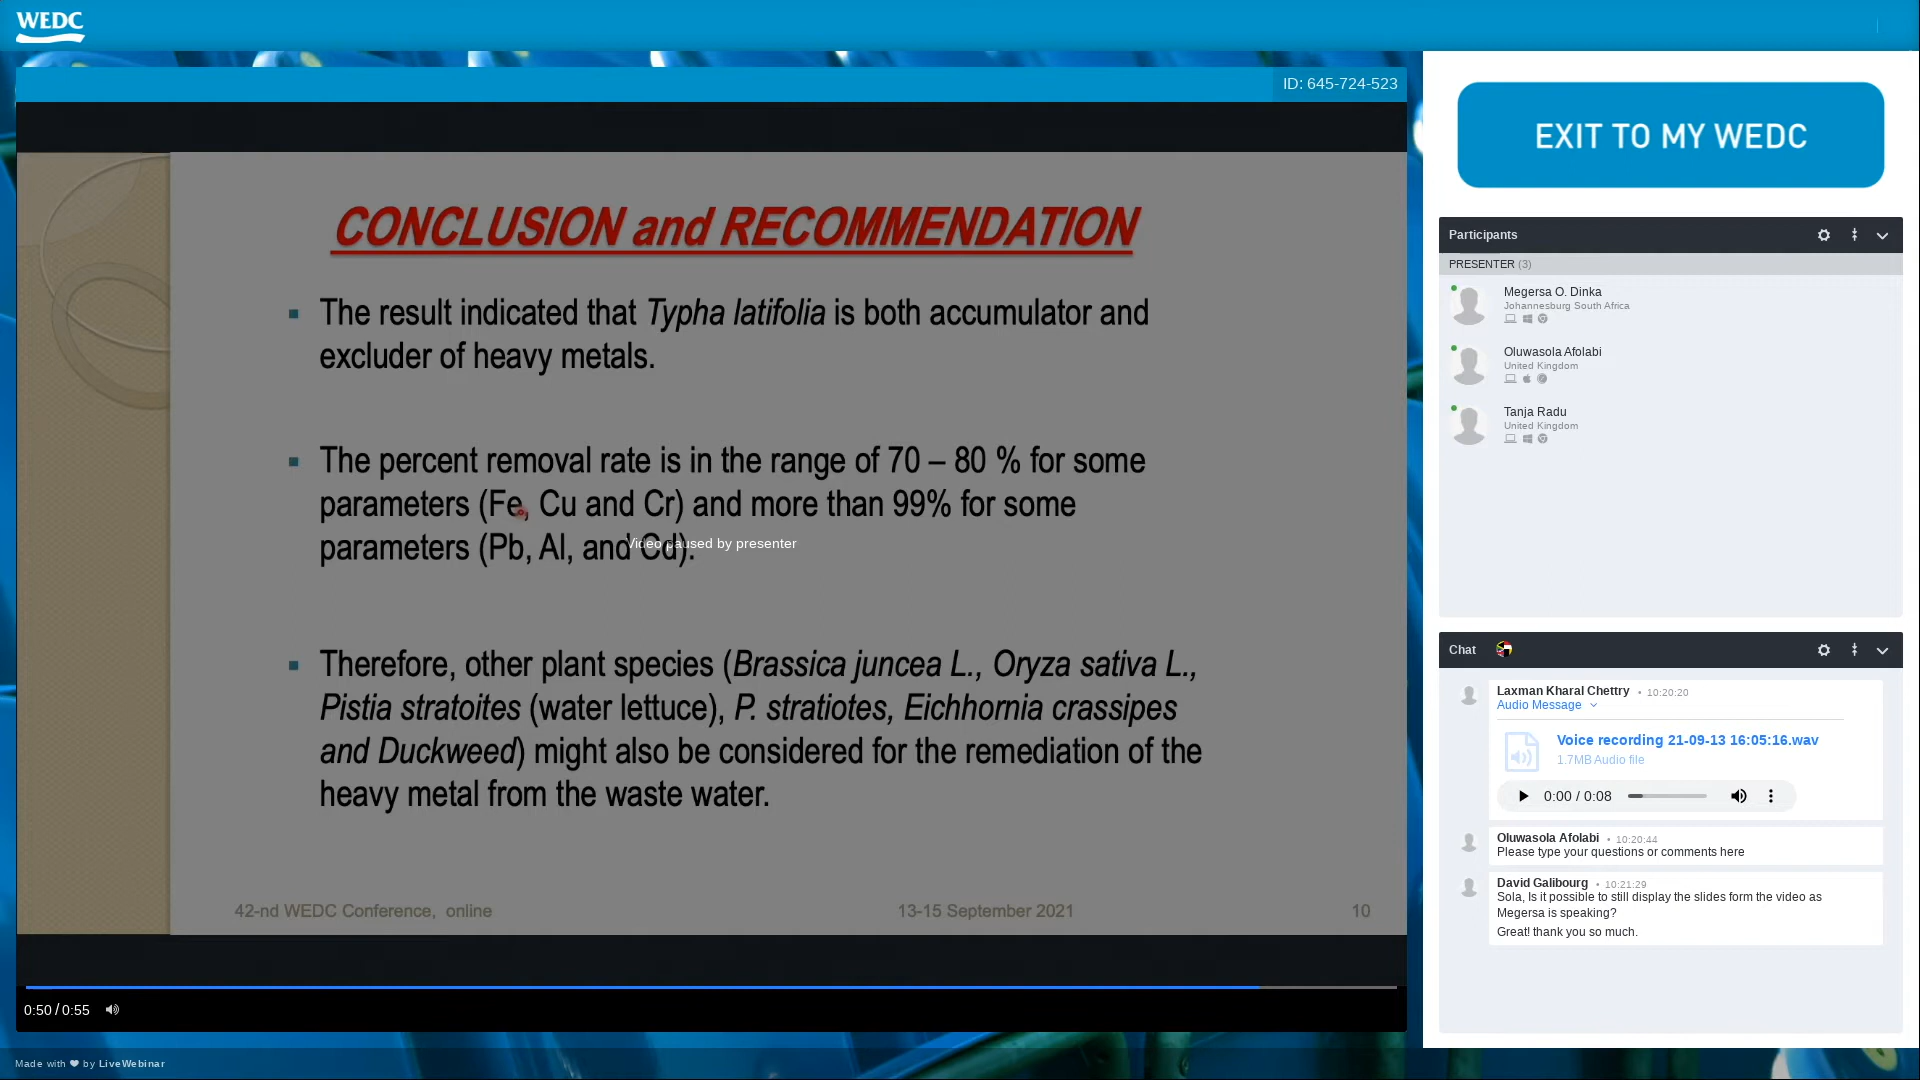 WEDC
ID: 645-724-523
CONCLUSION and RECOMMENDATION
The result indicated that Typha latifolia is both accumulator and
excluder of heavy metals.
The percent removal rate is in the range of 70 – 80 % for some
parameters (Fe, Cu and Cr) and more than 99% for some
parameters (Pb, Al, and Cd).
Video paused by presenter
Therefore, other plant species (Brassica juncea L., Oryza sativa L.,
Pistia stratoites (water lettuce), P. stratiotes, Eichhornia crassipes
and Duckweed) might also be considered for the remediation of the
heavy metal from the waste water.
42-nd WEDC Conference, online 13-15 September 2021 10
0:50 / 0:55
Made with ❤ by LiveWebinar
EXIT TO MY WEDC
Participants
PRESENTER (3)
Megersa O. Dinka
Johannesburg South Africa
Oluwasola Afolabi
United Kingdom
Tanja Radu
United Kingdom
Chat
Laxman Kharal Chettry • 10:20:20
Audio Message
Voice recording 21-09-13 16:05:16.wav
1.7MB Audio file
0:00 / 0:08
Oluwasola Afolabi • 10:20:44
Please type your questions or comments here
David Galibourg • 10:21:29
Sola, Is it possible to still display the slides form the video as
Megersa is speaking?
Great! thank you so much.